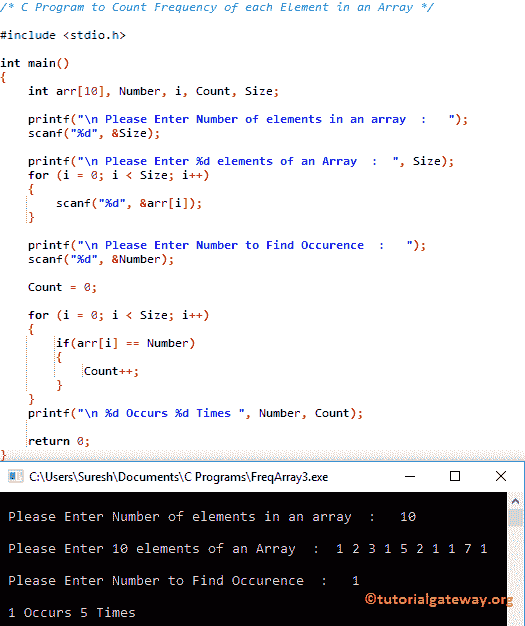 /* C Program to Count Frequency of each Element in an Array */
#include <stdio.h>
int main()
{
int arr[10], Number, i, Count, Size;
printf("\n Please Enter Number of elements in an array  :   ");
scanf("%d", &Size);
printf("\n Please Enter %d elements of an Array  :  ", Size);
for (i = 0; i < Size; i++)
{
scanf("%d", &arr[i]);
}
printf("\n Please Enter Number to Find Occurence  :   ");
scanf("%d", &Number);
Count = 0;
for (i = 0; i < Size; i++)
{
if(arr[i] == Number)
{
Count++;
}
}
printf("\n %d Occurs %d Times ", Number, Count);
return 0;
}
C:\Users\Suresh\Documents\C Programs\FreqArray3.exe
Please Enter Number of elements in an array  :   10
Please Enter 10 elements of an Array  :  1 2 3 1 5 2 1 1 7 1
Please Enter Number to Find Occurence  :   1
©tutorialgateway.org
1 Occurs 5 Times